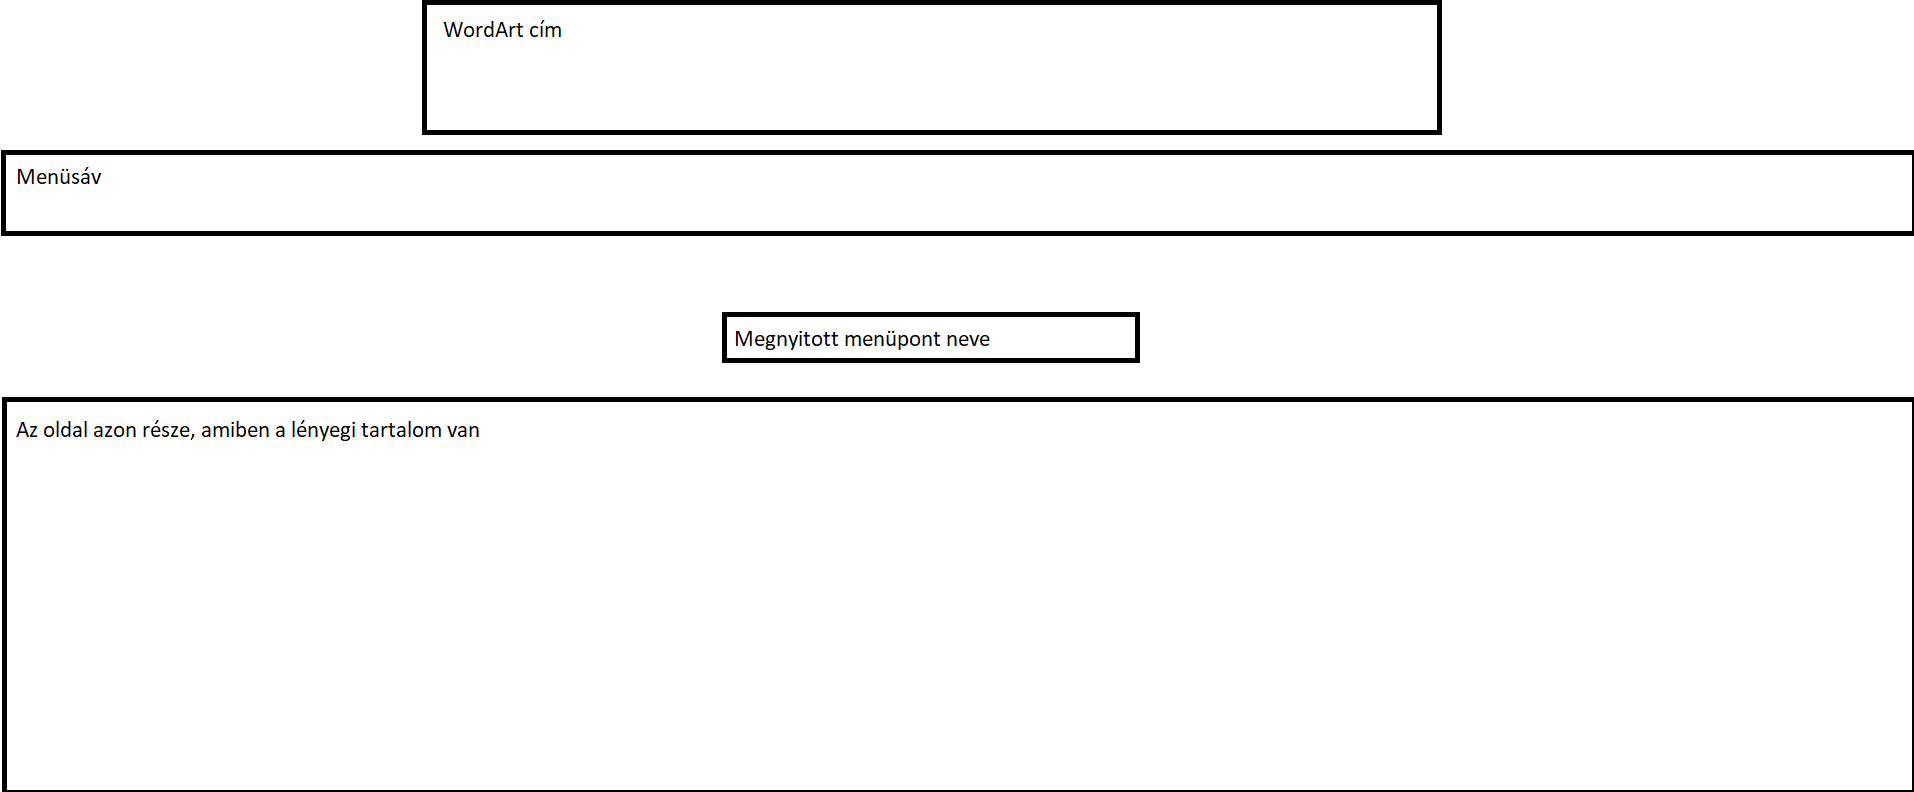 WordArt cím
Menüsáv
Megnyitott menüpont neve
Az oldal azon része, amiben a lényegi tartalom van